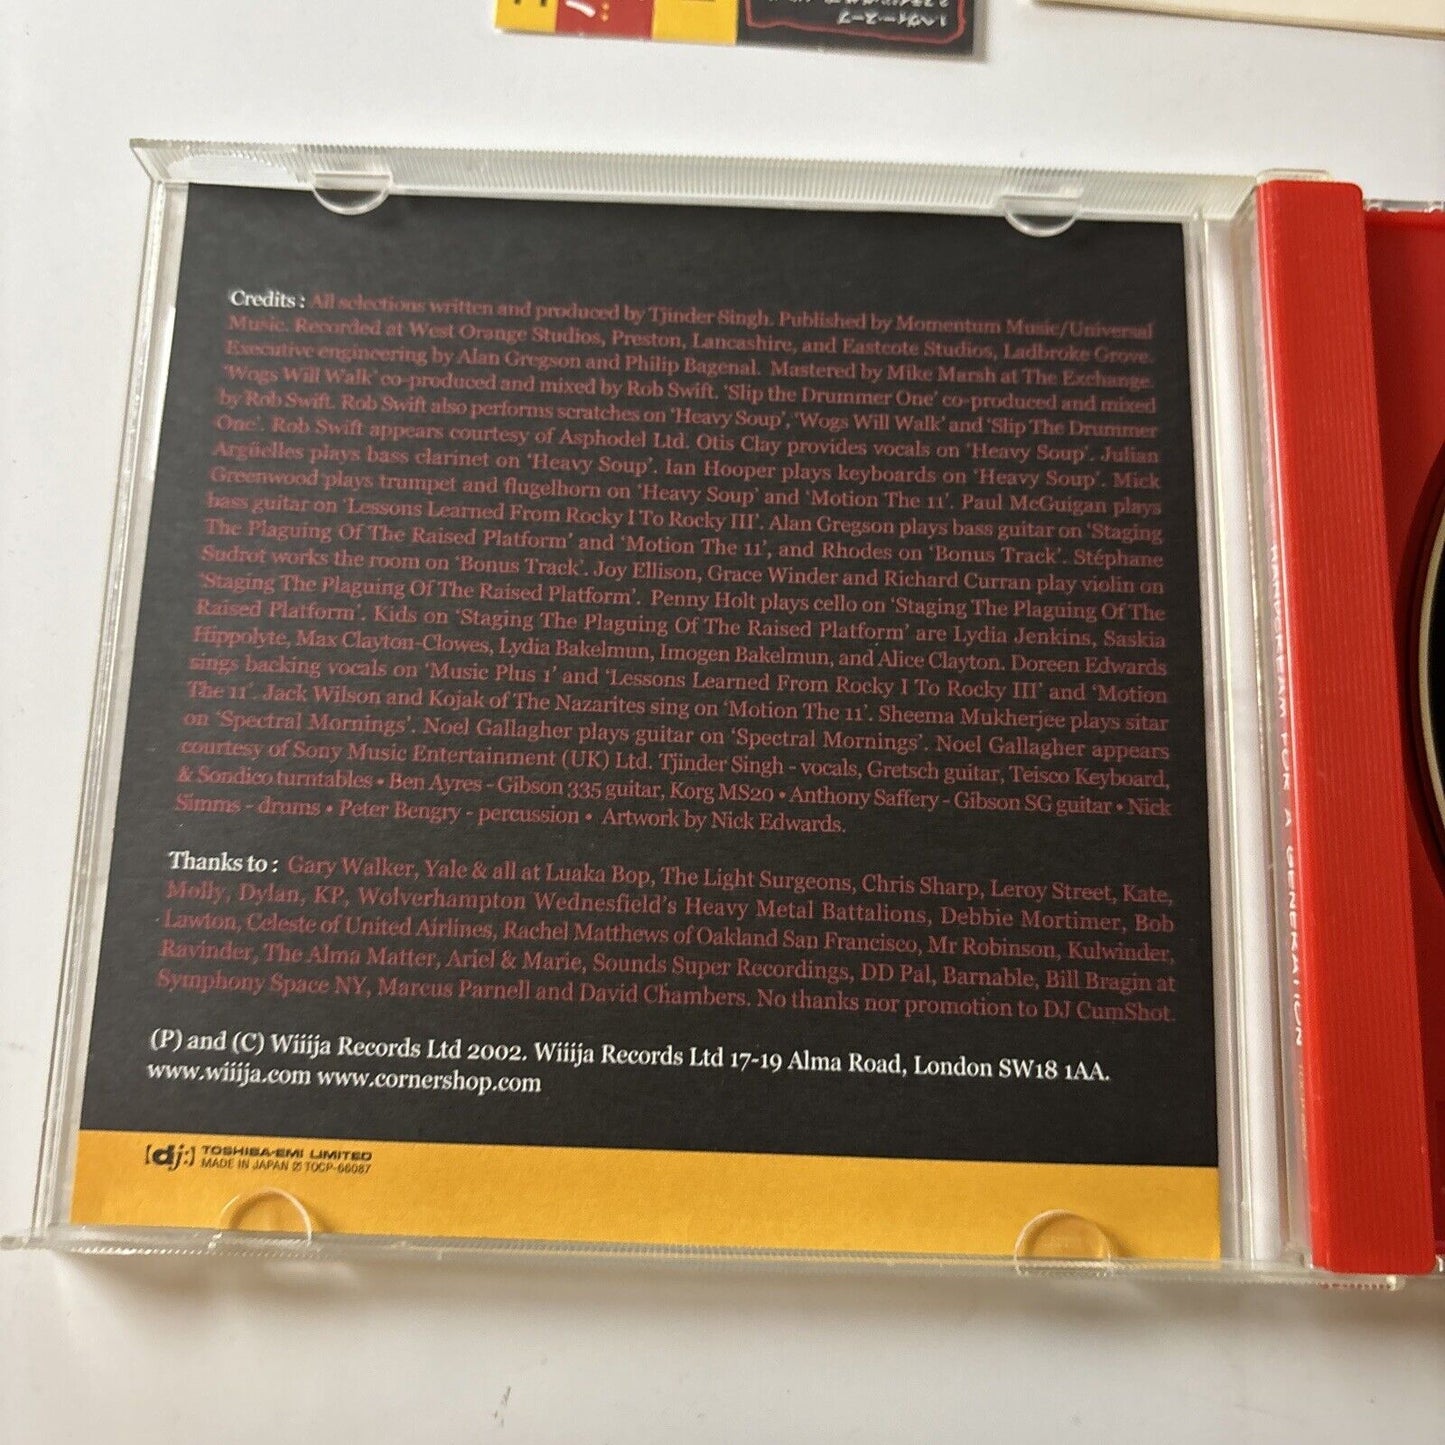 Credits : All selections written and produced by Tjinder Singh. Published by Momentum Music/Universal
Music. Recorded at West Orange Studios, Preston, Lancashire, and Eastcote Studios, Ladbroke Grove.
Executive engineering by Alan Gregson and Philip Bagenal. Mastered by Mike Marsh at The Exchange.
'Wogs Will Walk' co-produced and mixed by Rob Swift. 'Slip the Drummer One' co-produced and mixed
by Rob Swift. Rob Swift also performs scratches on 'Heavy Soup', 'Wogs Will Walk' and 'Slip The Drummer
One'. Rob Swift appears courtesy of Asphodel Ltd. Otis Clay provides vocals on 'Heavy Soup'. Julian
Argüelles plays bass clarinet on 'Heavy Soup'. Ian Hooper plays keyboards on 'Heavy Soup'. Mick
Greenwood plays trumpet and flugelhorn on 'Heavy Soup' and 'Motion The 11'. Paul McGuigan plays
bass guitar on 'Lessons Learned From Rocky I To Rocky III'. Alan Gregson plays bass guitar on 'Staging
The Plaguing Of The Raised Platform' and 'Motion The 11', and Rhodes on 'Bonus Track'. Stéphane
Sudrot works the room on 'Bonus Track'. Joy Ellison, Grace Winder and Richard Curran play violin on
'Staging The Plaguing Of The Raised Platform'. Penny Holt plays cello on 'Staging The Plaguing Of The
Raised Platform'. Kids on 'Staging The Plaguing Of The Raised Platform' are Lydia Jenkins, Saskia
Hippolyte, Max Clayton-Clowes, Lydia Bakelmun, Imogen Bakelmun, and Alice Clayton. Doreen Edwards
sings backing vocals on 'Music Plus 1' and 'Lessons Learned From Rocky I To Rocky III' and 'Motion
The 11'. Jack Wilson and Kojak of The Nazarites sing on 'Motion The 11'. Sheema Mukherjee plays sitar
on 'Spectral Mornings'. Noel Gallagher plays guitar on 'Spectral Mornings'. Noel Gallagher appears
courtesy of Sony Music Entertainment (UK) Ltd. Tjinder Singh - vocals, Gretsch guitar, Teisco Keyboard,
& Sondico turntables • Ben Ayres - Gibson 335 guitar, Korg MS20 • Anthony Saffery - Gibson SG guitar • Nick
Simms - drums • Peter Bengry - percussion • Artwork by Nick Edwards.
Thanks to : Gary Walker, Yale & all at Luaka Bop, The Light Surgeons, Chris Sharp, Leroy Street, Kate,
Molly, Dylan, KP, Wolverhampton Wednesfield's Heavy Metal Battalions, Debbie Mortimer, Bob
Lawton, Celeste of United Airlines, Rachel Matthews of Oakland San Francisco, Mr Robinson, Kulwinder,
Ravinder, The Alma Matter, Ariel & Marie, Sounds Super Recordings, DD Pal, Barnable, Bill Bragin at
Symphony Space NY, Marcus Parnell and David Chambers. No thanks nor promotion to DJ CumShot.
(P) and (C) Wiiija Records Ltd 2002. Wiiija Records Ltd 17-19 Alma Road, London SW18 1AA.
www.wiiija.com www.cornershop.com
[dj:] TOSHIBA-EMI LIMITED
MADE IN JAPAN TOCP-66087
HANDCREAM FOR A GENERATION
1.ヘヴィー・スープ